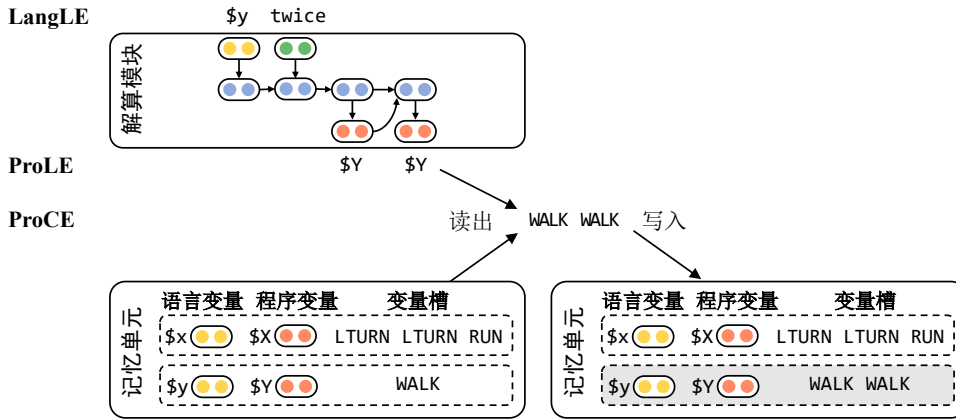 LangLE $y twice
解算模块
ProLE $Y $Y
ProCE 读出 WALK WALK 写入
记忆单元
语言变量 程序变量 变量槽
$x $X LTURN LTURN RUN
$y $Y WALK
记忆单元
语言变量 程序变量 变量槽
$x $X LTURN LTURN RUN
$y $Y WALK WALK